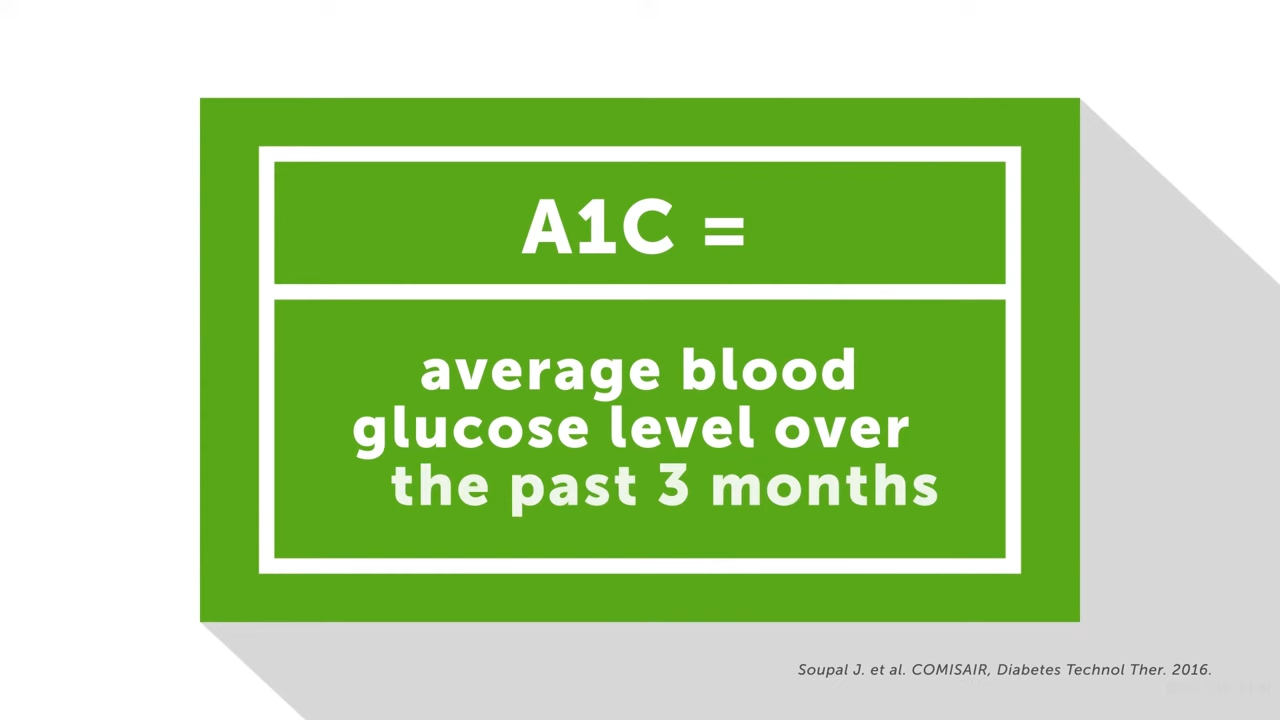 A1C =
average blood
glucose level over
the past 3 months
Soupal J. et al. COMISAIR, Diabetes Technol Ther. 2016.